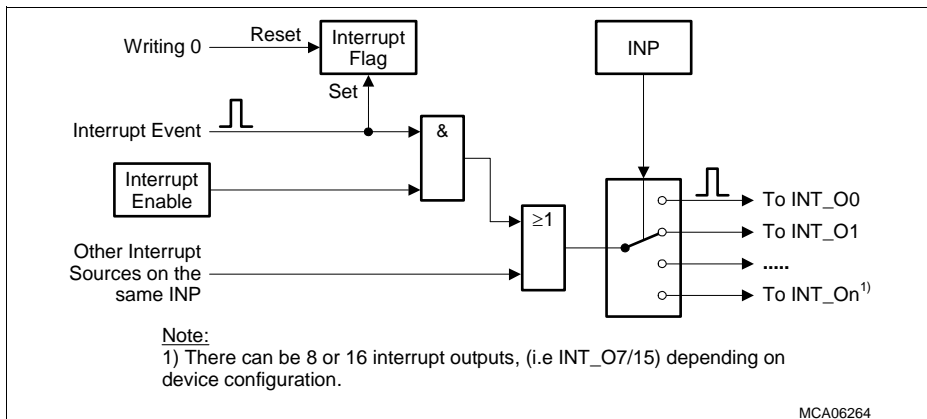 Writing 0
Reset
Interrupt
Flag
INP
Set
Interrupt Event
&
Interrupt
Enable
To INT_O0
≥1
To INT_O1
Other Interrupt
Sources on the
same INP
.....
To INT_On1)
Note:
1) There can be 8 or 16 interrupt outputs, (i.e INT_O7/15) depending on
device configuration.
MCA06264